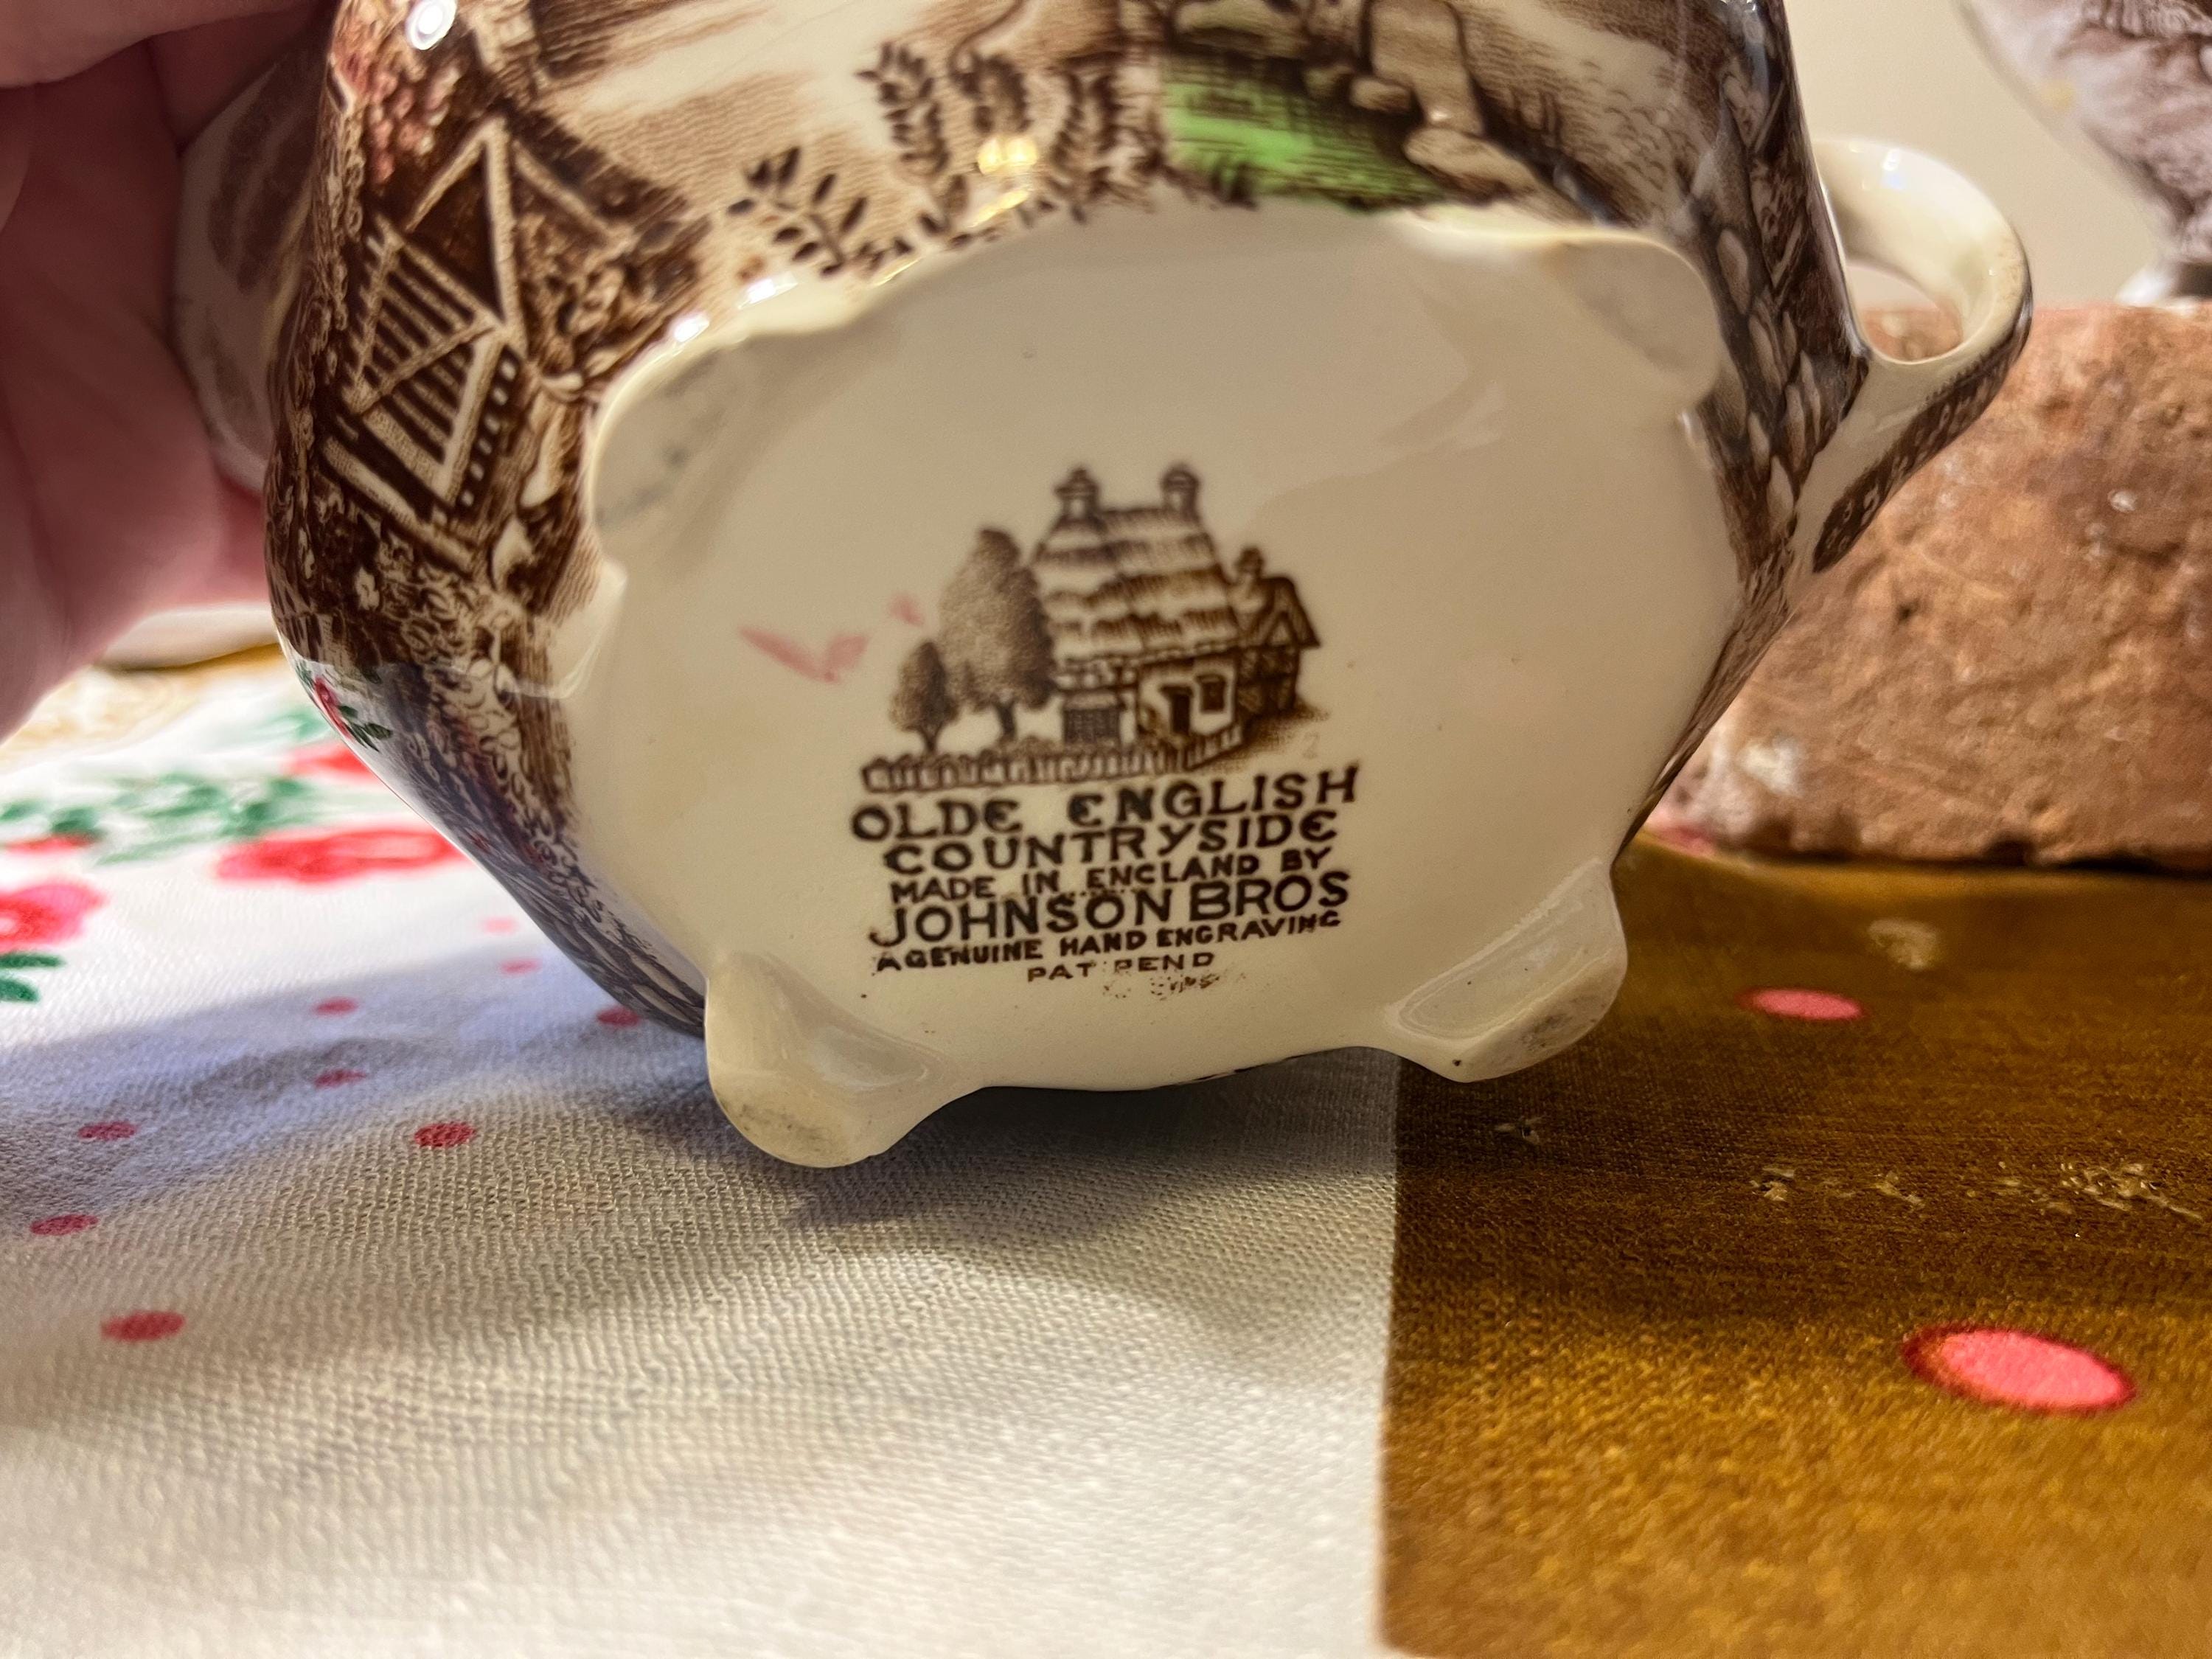 OLDE ENGLISH
COUNTRYSIDE
MADE IN ENGLAND BY
JOHNSON BROS
A GENUINE HAND ENGRAVING
PAT PEND